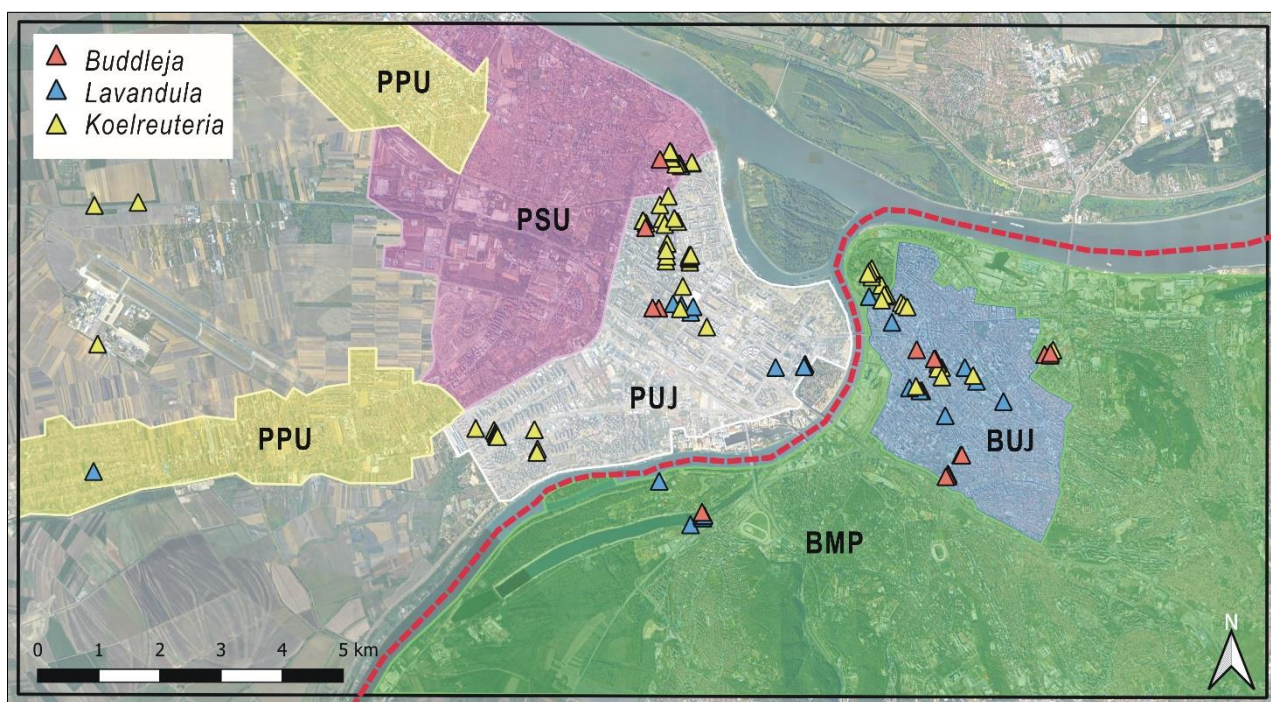 Buddleja
Lavandula
Koelreuteria
PPU
PSU
PPU
PUJ
BUJ
BMP
0 1 2 3 4 5 km
N